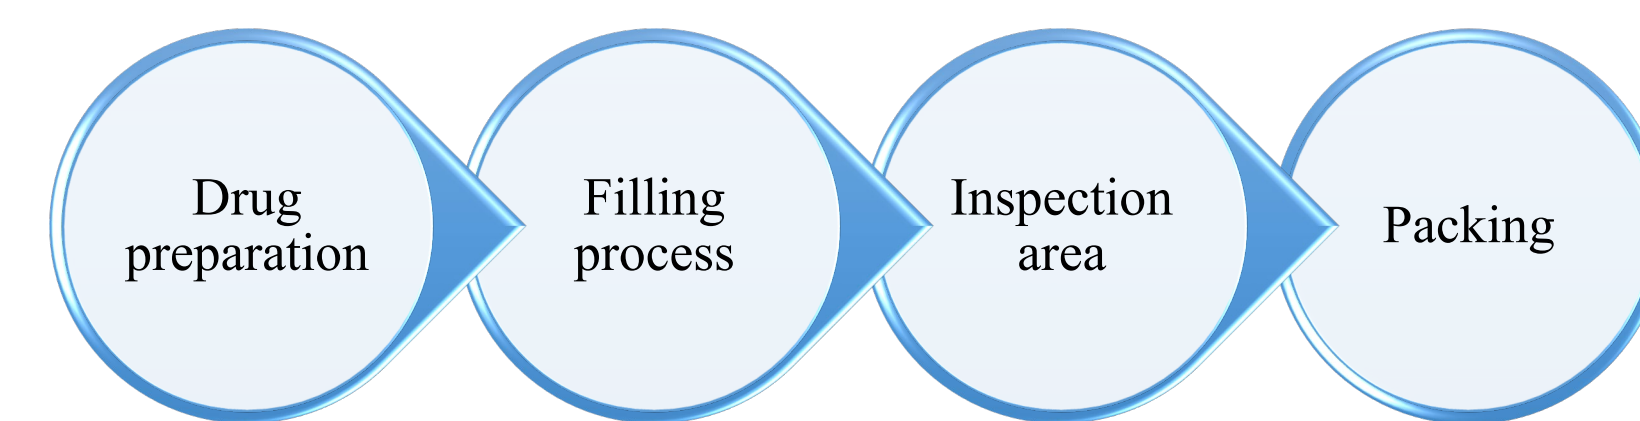 Drug
preparation
Filling
process
Inspection
area
Packing